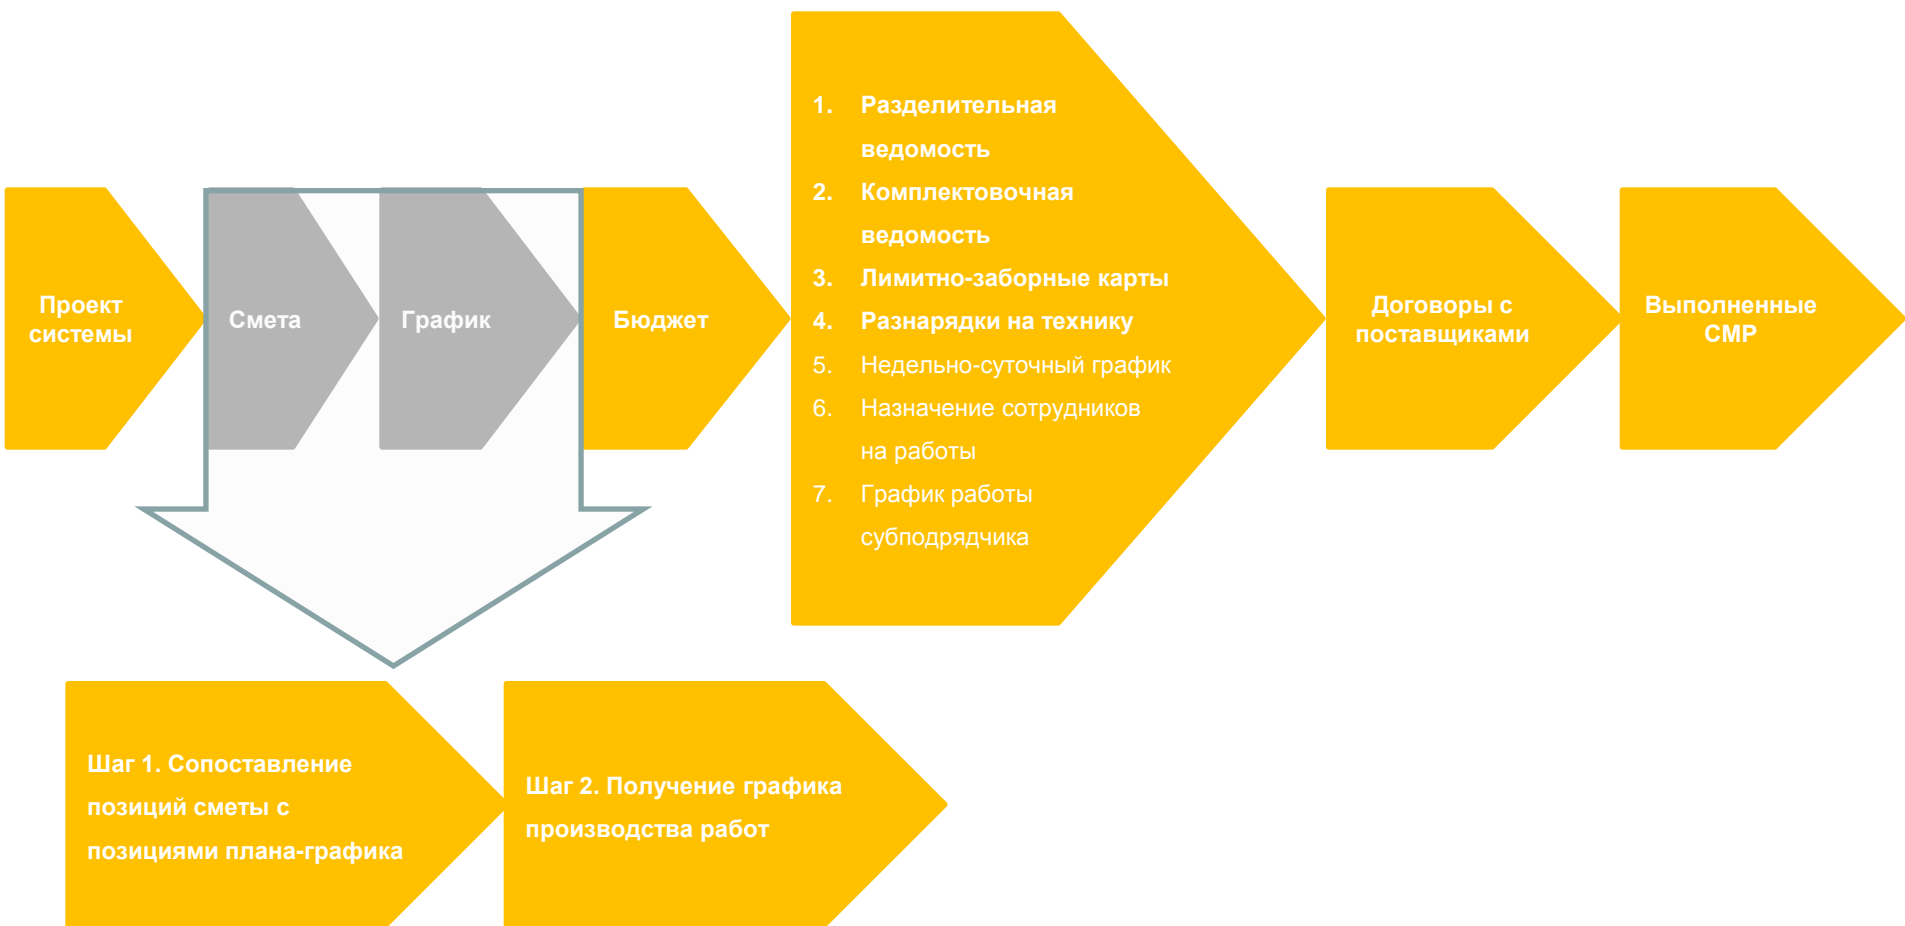 Проект
системы
Смета
График
Бюджет
1. Разделительная
ведомость
2. Комплектовочная
ведомость
3. Лимитно-заборные карты
4. Разнарядки на технику
5. Недельно-суточный график
6. Назначение сотрудников
на работы
7. График работы
субподрядчика
Договоры с
поставщиками
Выполненные
СМР
Шаг 1. Сопоставление
позиций сметы с
позициями плана-графика
Шаг 2. Получение графика
производства работ